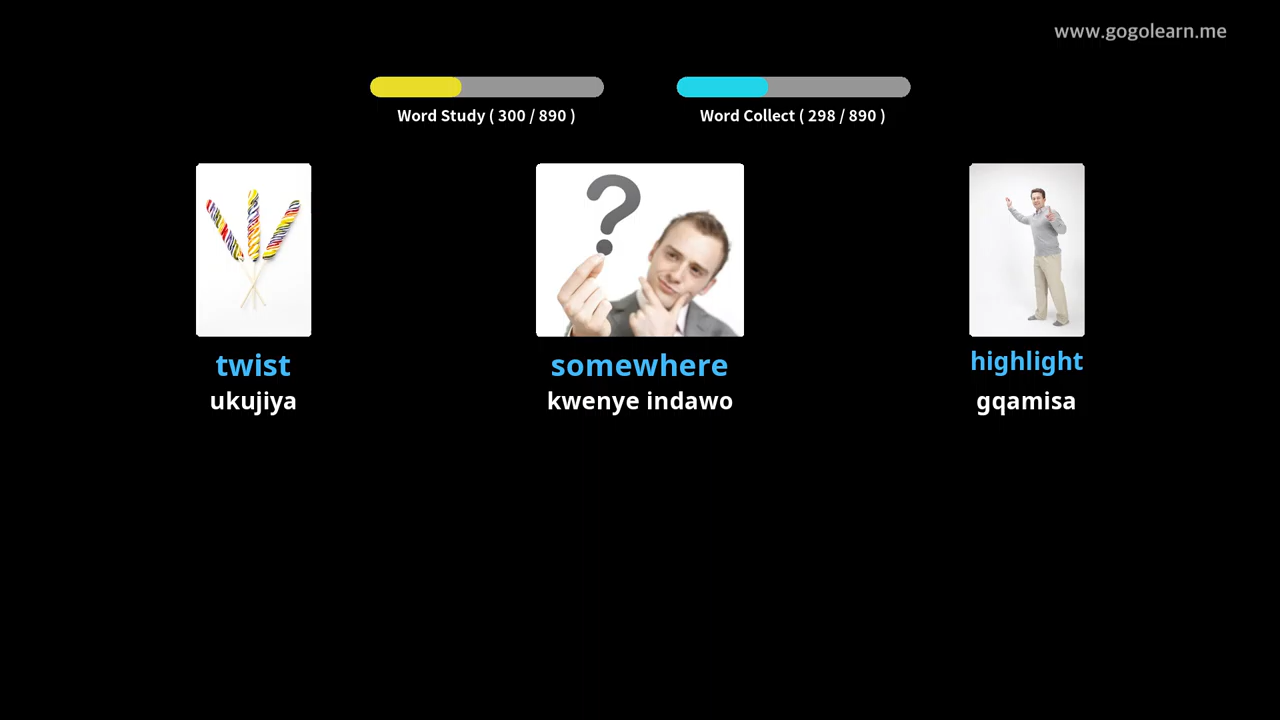 www.gogolearn.me
Word Study ( 300 / 890 )
Word Collect ( 298 / 890 )
?
twist
somewhere
highlight
ukujiya
kwenye indawo
gqamisa